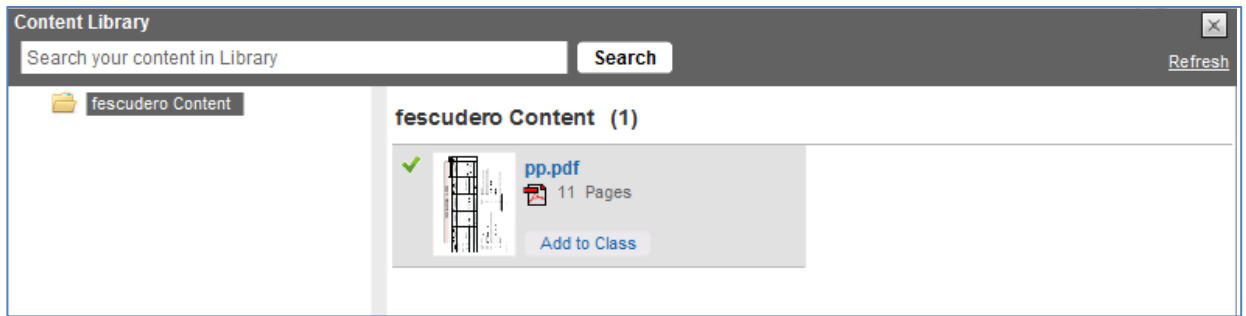 Content Library
Search your content in Library
Search
Refresh
fescudero Content
fescudero Content (1)
pp.pdf
11 Pages
Add to Class